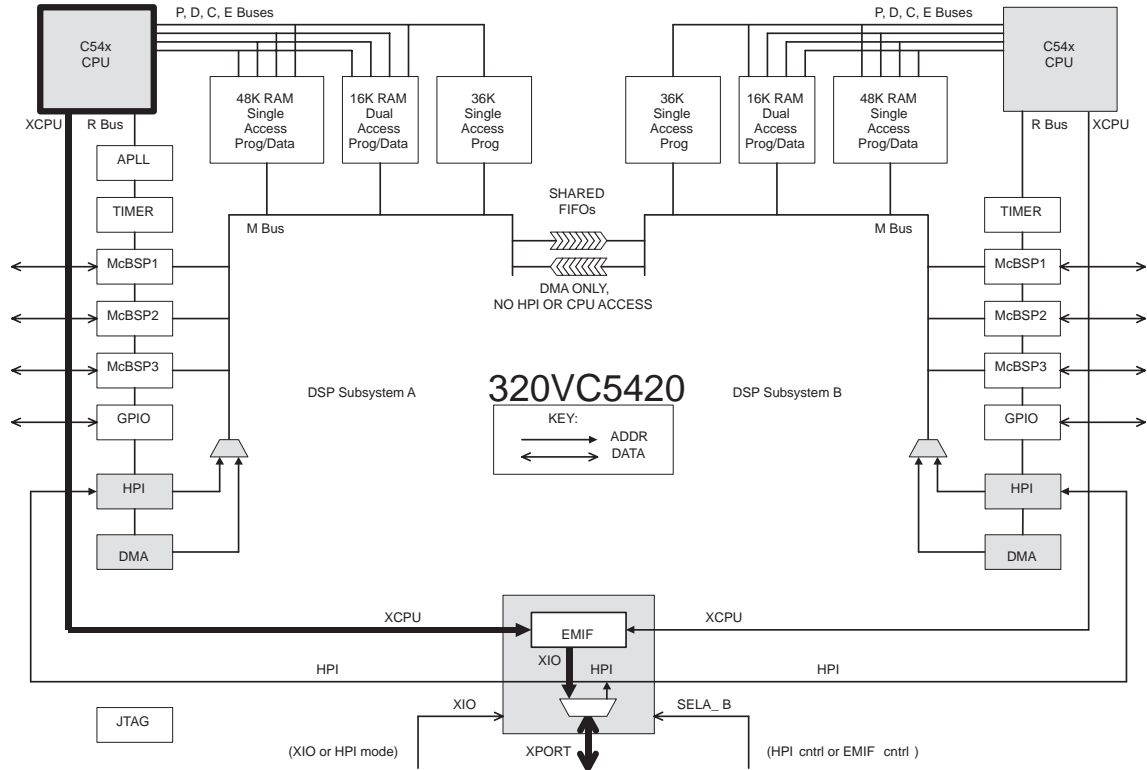 P, D, C, E Buses
P, D, C, E Buses
C54x
CPU
C54x
CPU
48K RAM
Single
Access
Prog/Data
16K RAM
Dual
Access
Prog/Data
36K
Single
Access
Prog
36K
Single
Access
Prog
16K RAM
Dual
Access
Prog/Data
48K RAM
Single
Access
Prog/Data
XCPU
R Bus
R Bus
XCPU
APLL
TIMER
McBSP1
McBSP2
McBSP3
GPIO
HPI
DMA
M Bus
SHARED
FIFOs
DMA ONLY,
NO HPI OR CPU ACCESS
M Bus
TIMER
McBSP1
McBSP2
McBSP3
GPIO
HPI
DMA
DSP Subsystem A
320VC5420
DSP Subsystem B
KEY:
ADDR
DATA
XCPU
EMIF
XCPU
XIO
HPI
HPI
HPI
JTAG
XIO
SELA_ B
(XIO or HPI mode)
XPORT
(HPI cntrl or EMIF cntrl )